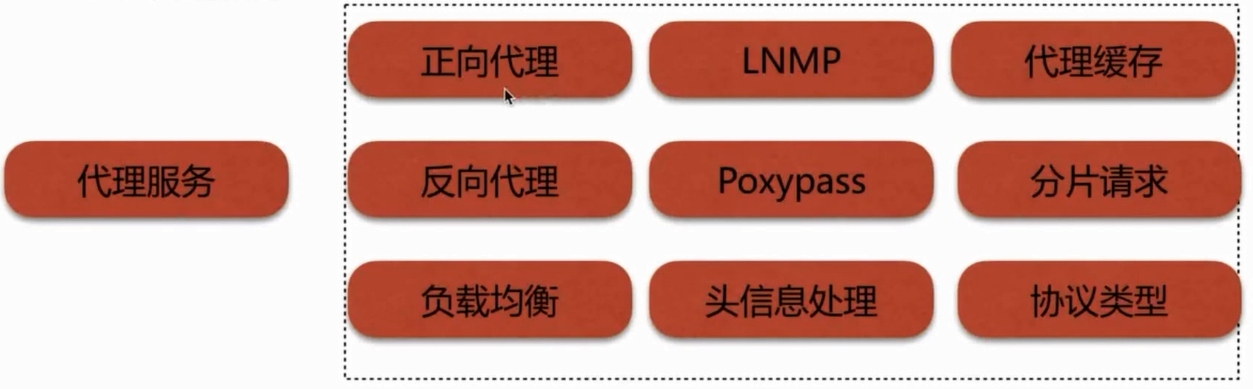 正向代理
LNMP
代理缓存
代理服务
反向代理
Poxypass
分片请求
负载均衡
头信息处理
协议类型